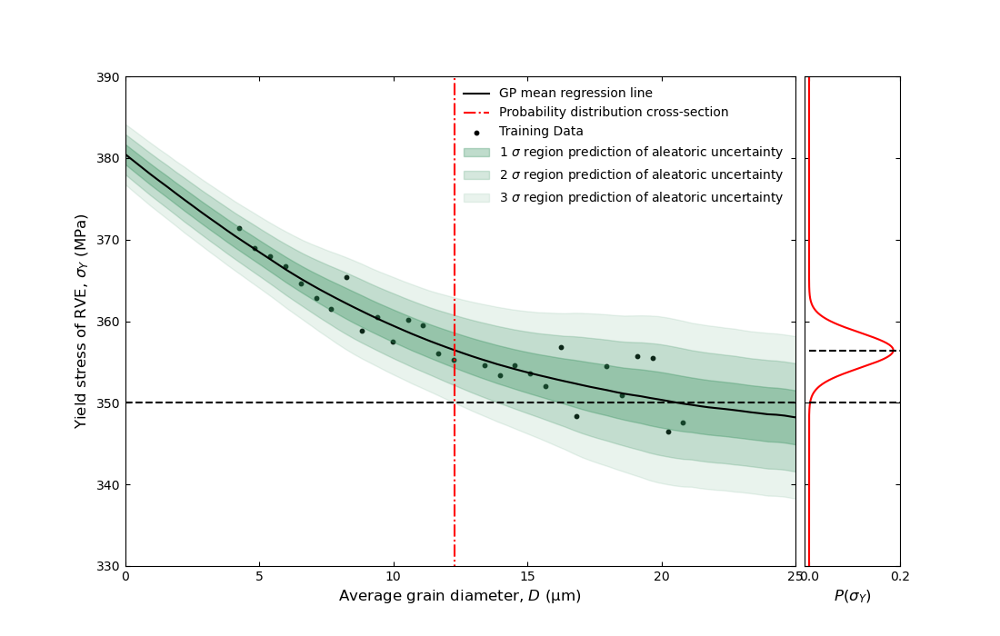 390
380
370
360
350
340
330
Yield stress of RVE, σ_Y (MPa)
GP mean regression line
Probability distribution cross-section
Training Data
1 σ region prediction of aleatoric uncertainty
2 σ region prediction of aleatoric uncertainty
3 σ region prediction of aleatoric uncertainty
0 5 10 15 20 25
0.0 0.2
Average grain diameter, D (μm)
P(σ_Y)